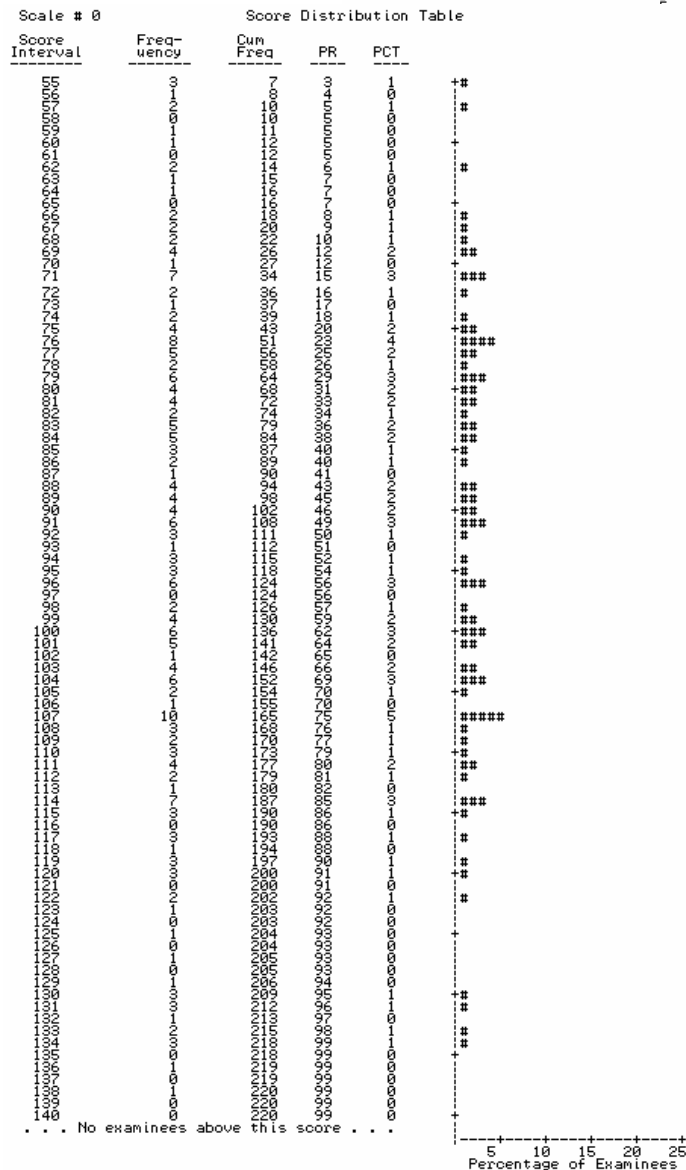 Scale # 0 Score Distribution Table
Score Freq- Cum
Interval uency Freq PR PCT
-------- ------ ------ ---- ----
55 3 7 3 1 +#
56 1 8 4 0
57 2 10 5 1 #
58 0 10 5 0
59 1 11 5 0
60 1 12 5 0 +
61 0 12 5 0
62 2 14 6 1 #
63 1 15 7 0
64 1 16 7 0
65 0 16 7 0 +
66 2 18 8 1 #
67 2 20 9 1 #
68 2 22 10 1 #
69 4 26 12 2 ##
70 1 27 12 0 +
71 7 34 15 3 ###
72 2 36 16 1 #
73 1 37 17 0
74 2 39 18 1 #
75 4 43 20 2 +##
76 8 51 23 4 ####
77 5 56 25 2 ##
78 2 58 26 1 #
79 6 64 29 3 ###
80 4 68 31 2 +##
81 4 72 33 2 ##
82 2 74 34 1 #
83 5 79 36 2 ##
84 5 84 38 2 ##
85 3 87 40 1 +#
86 2 89 40 1 #
87 1 90 41 0
88 4 94 43 2 ##
89 4 98 45 2 ##
90 4 102 46 2 +##
91 6 108 49 3 ###
92 3 111 50 1 #
93 1 112 51 0
94 3 115 52 1 #
95 3 118 54 1 +#
96 6 124 56 3 ###
97 0 124 56 0
98 2 126 57 1 #
99 4 130 59 2 ##
100 6 136 62 3 +###
101 5 141 64 2 ##
102 1 142 65 0
103 4 146 66 2 ##
104 6 152 69 3 ###
105 2 154 70 1 +#
106 1 155 70 0
107 10 165 75 5 #####
108 3 168 76 1 #
109 2 170 77 1 #
110 3 173 79 1 +#
111 4 177 80 2 ##
112 2 179 81 1 #
113 1 180 82 0
114 7 187 85 3 ###
115 3 190 86 1 +#
116 0 190 86 0
117 3 193 88 1 #
118 1 194 88 0
119 3 197 90 1 #
120 3 200 91 1 +#
121 0 200 91 0
122 2 202 92 1 #
123 1 203 92 0
124 0 203 92 0
125 1 204 93 0 +
126 0 204 93 0
127 1 205 93 0
128 0 205 93 0
129 1 206 94 0
130 3 209 95 1 +#
131 3 212 96 1 #
132 1 213 97 0
133 2 215 98 1 #
134 3 218 99 1 #
135 0 218 99 0 +
136 1 219 99 0
137 0 219 99 0
138 1 220 99 0
139 0 220 99 0
140 0 220 99 0 +
. . . No examinees above this score . . .
5 10 15 20 25
Percentage of Examinees